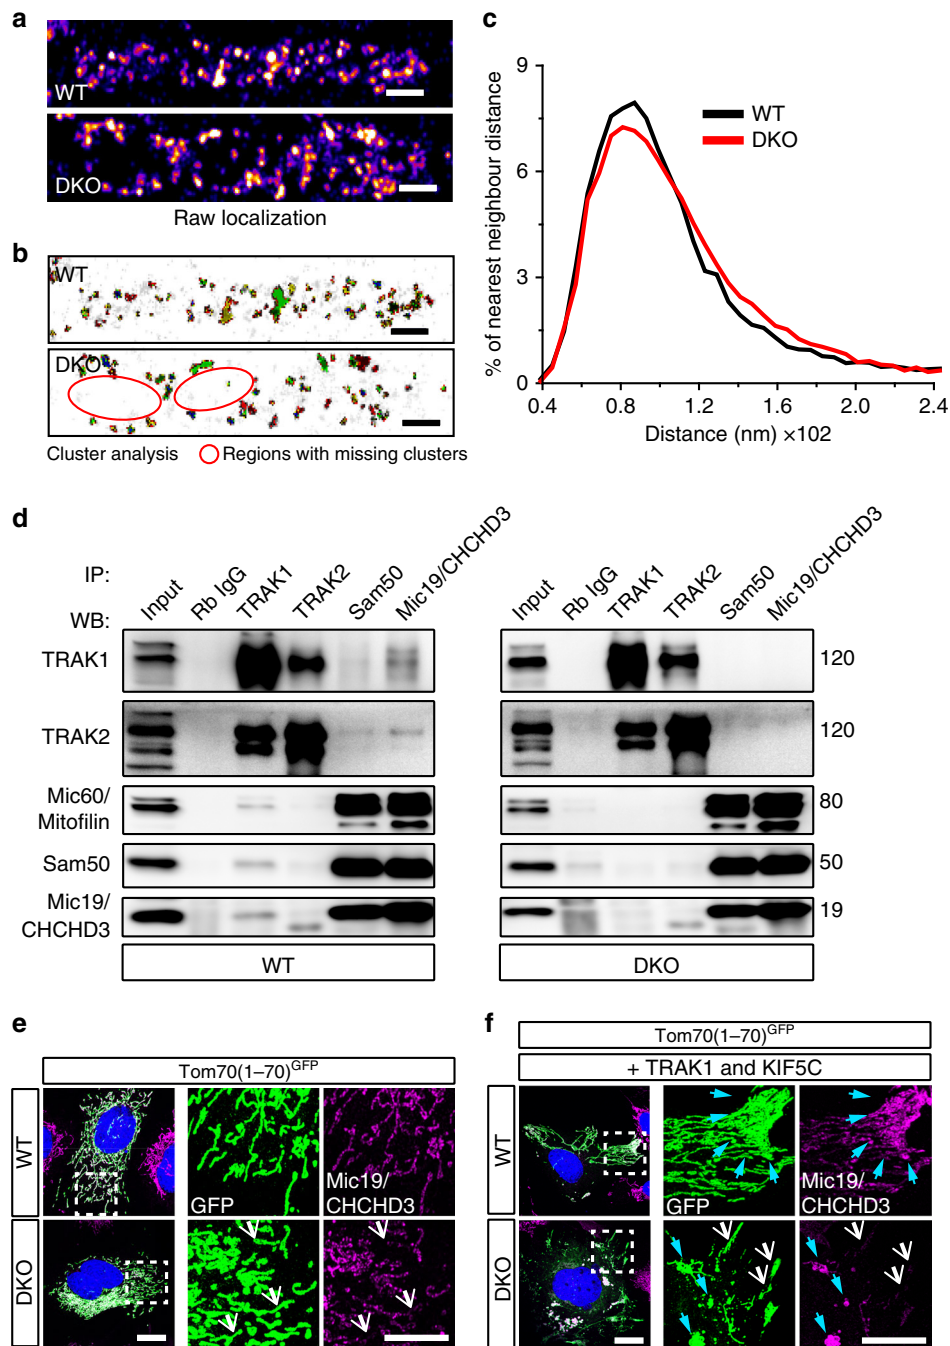 a
WT
DKO
Raw localization
b
WT
DKO
Cluster analysis
Regions with missing clusters
c
9
6
3
0
% of nearest neighbour distance
WT
DKO
0.4 0.8 1.2 1.6 2.0 2.4
Distance (nm) ×102
d
IP:
Input Rb IgG TRAK1 TRAK2 Sam50 Mic19/CHCHD3
Input Rb IgG TRAK1 TRAK2 Sam50 Mic19/CHCHD3
WB:
TRAK1
120
TRAK2
120
Mic60/
Mitofilin
80
Sam50
50
Mic19/
CHCHD3
19
WT
DKO
e
Tom70(1–70)GFP
WT
GFP
Mic19/
CHCHD3
DKO
f
Tom70(1–70)GFP
+ TRAK1 and KIF5C
WT
GFP
Mic19/
CHCHD3
DKO